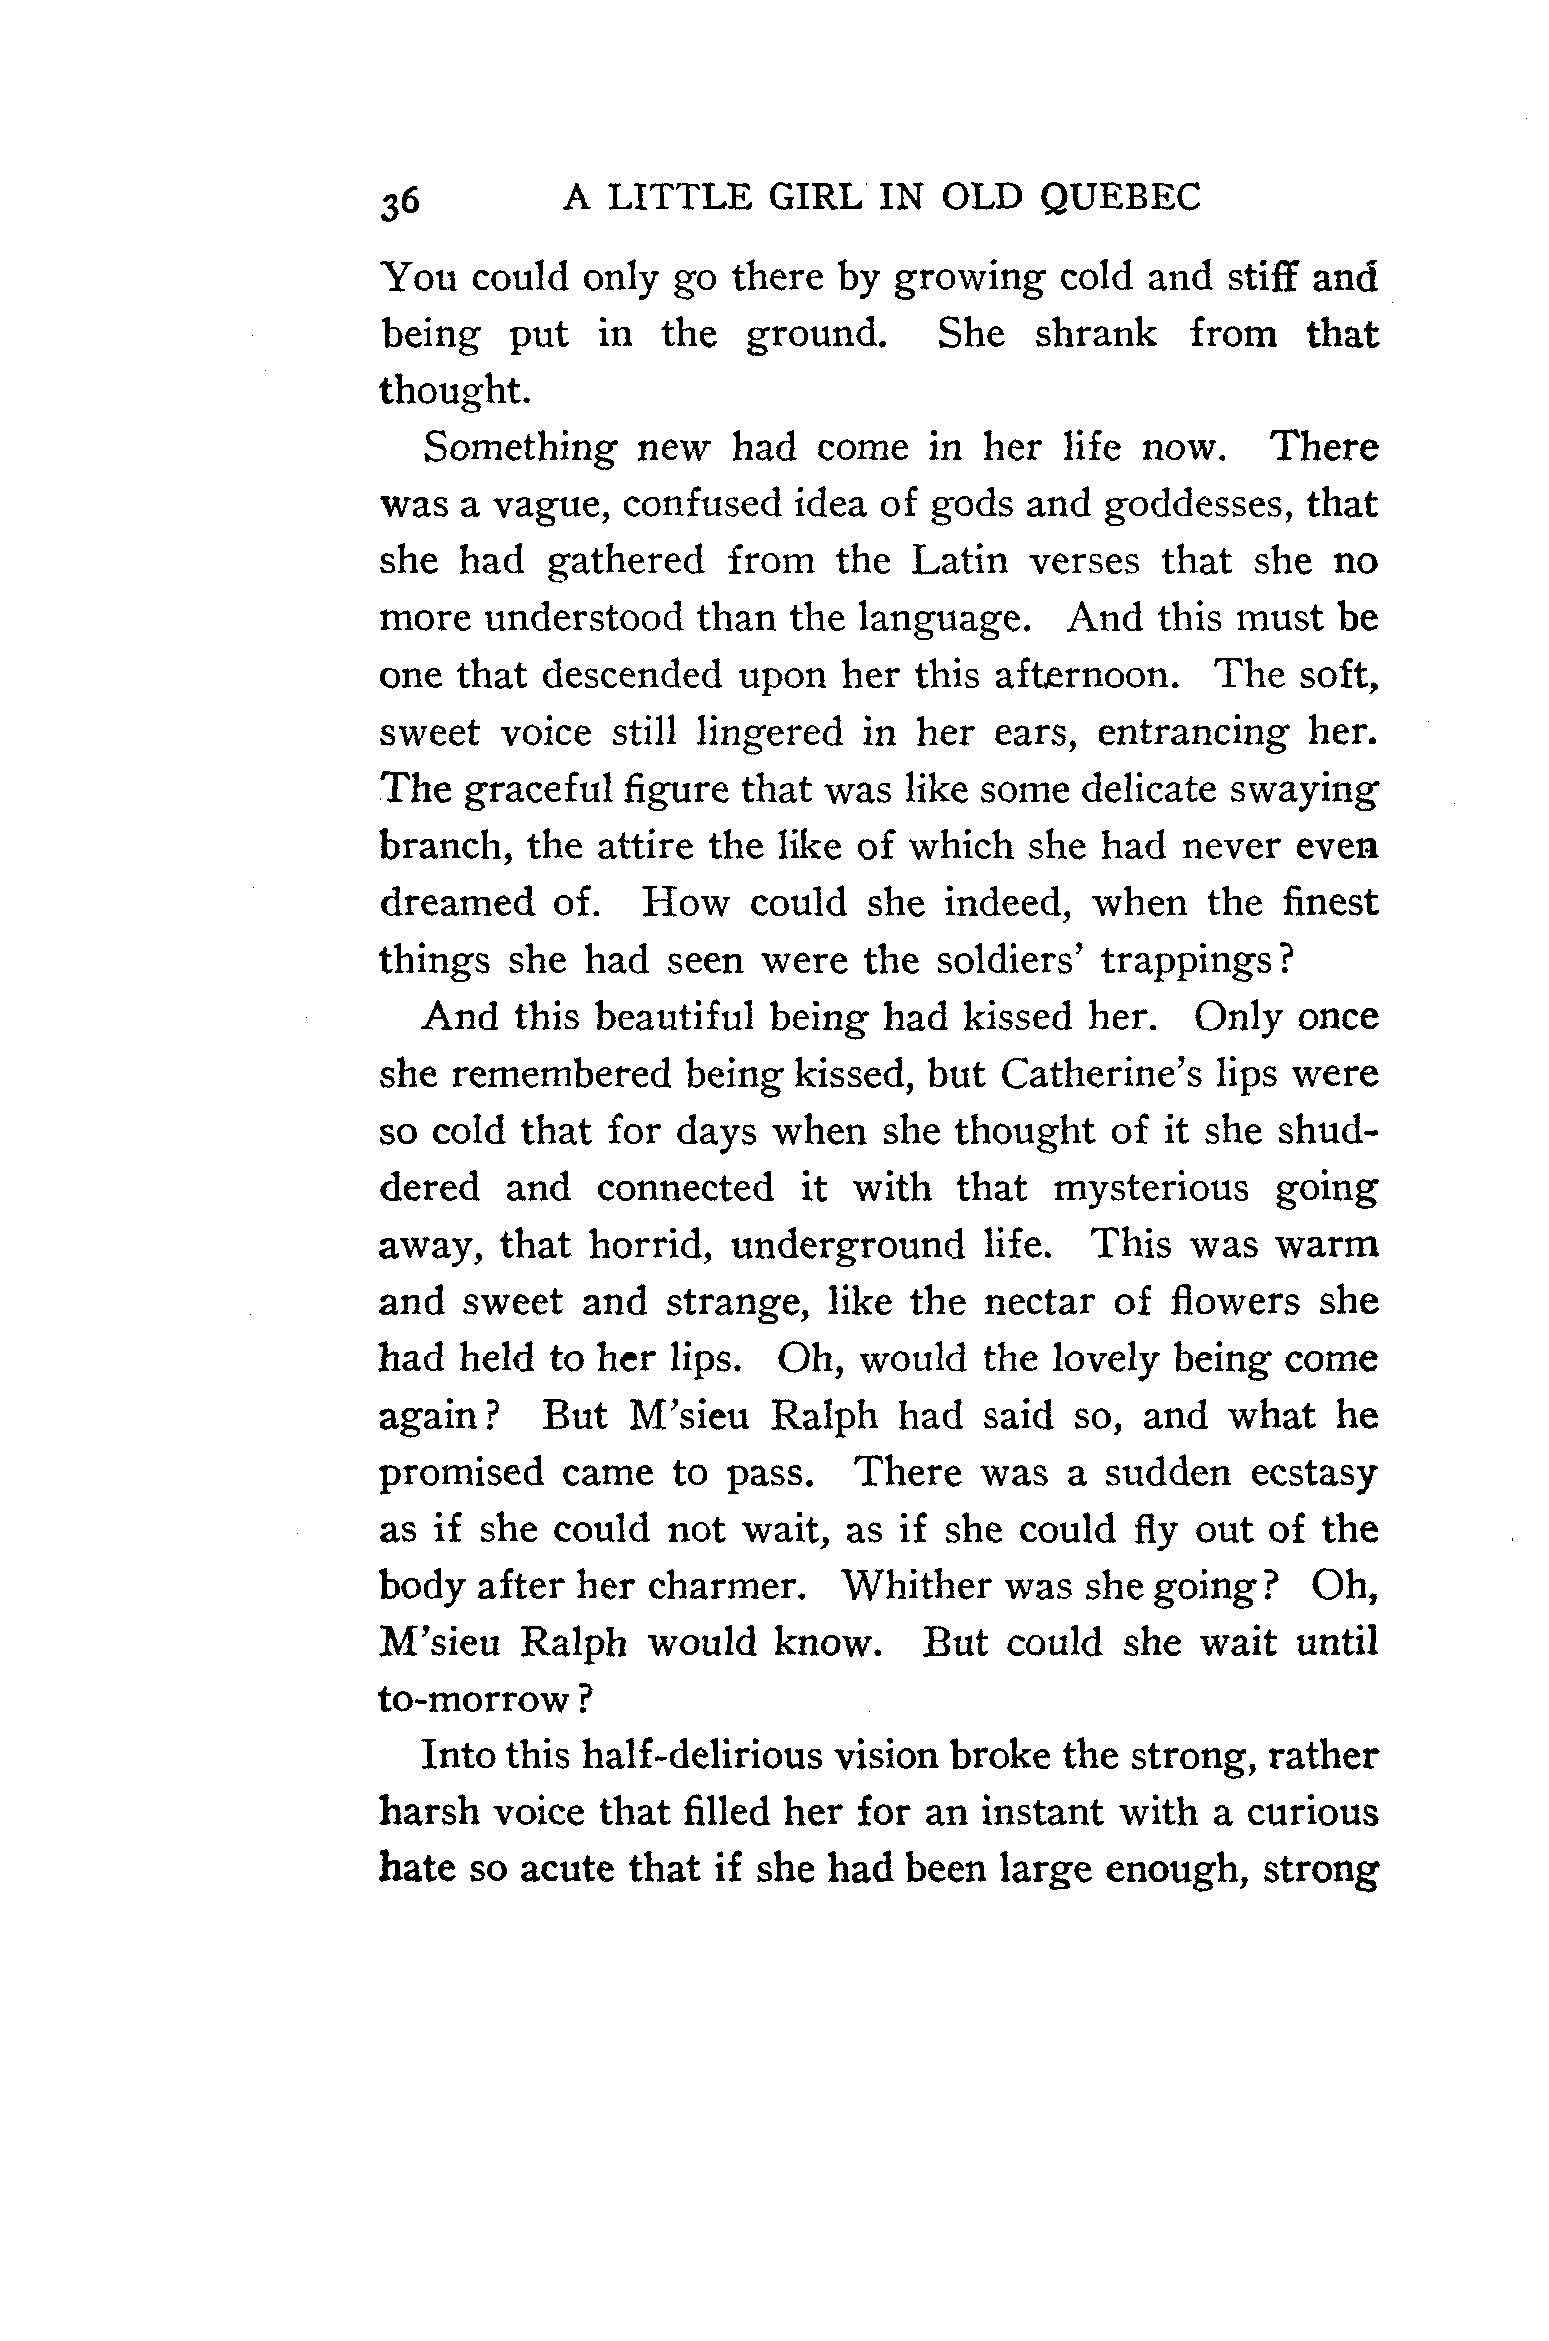 36 A LITTLE GIRL IN OLD QUEBEC
You could only go there by growing cold and stiff and
being put in the ground. She shrank from that
thought.
Something new had come in her life now. There
was a vague, confused idea of gods and goddesses, that
she had gathered from the Latin verses that she no
more understood than the language. And this must be
one that descended upon her this afternoon. The soft,
sweet voice still lingered in her ears, entrancing her.
The graceful figure that was like some delicate swaying
branch, the attire the like of which she had never even
dreamed of. How could she indeed, when the finest
things she had seen were the soldiers' trappings?
And this beautiful being had kissed her. Only once
she remembered being kissed, but Catherine's lips were
so cold that for days when she thought of it she shud-
dered and connected it with that mysterious going
away, that horrid, underground life. This was warm
and sweet and strange, like the nectar of flowers she
had held to her lips. Oh, would the lovely being come
again? But M'sieu Ralph had said so, and what he
promised came to pass. There was a sudden ecstasy
as if she could not wait, as if she could fly out of the
body after her charmer. Whither was she going? Oh,
M'sieu Ralph would know. But could she wait until
to-morrow?
Into this half-delirious vision broke the strong, rather
harsh voice that filled her for an instant with a curious
hate so acute that if she had been large enough, strong